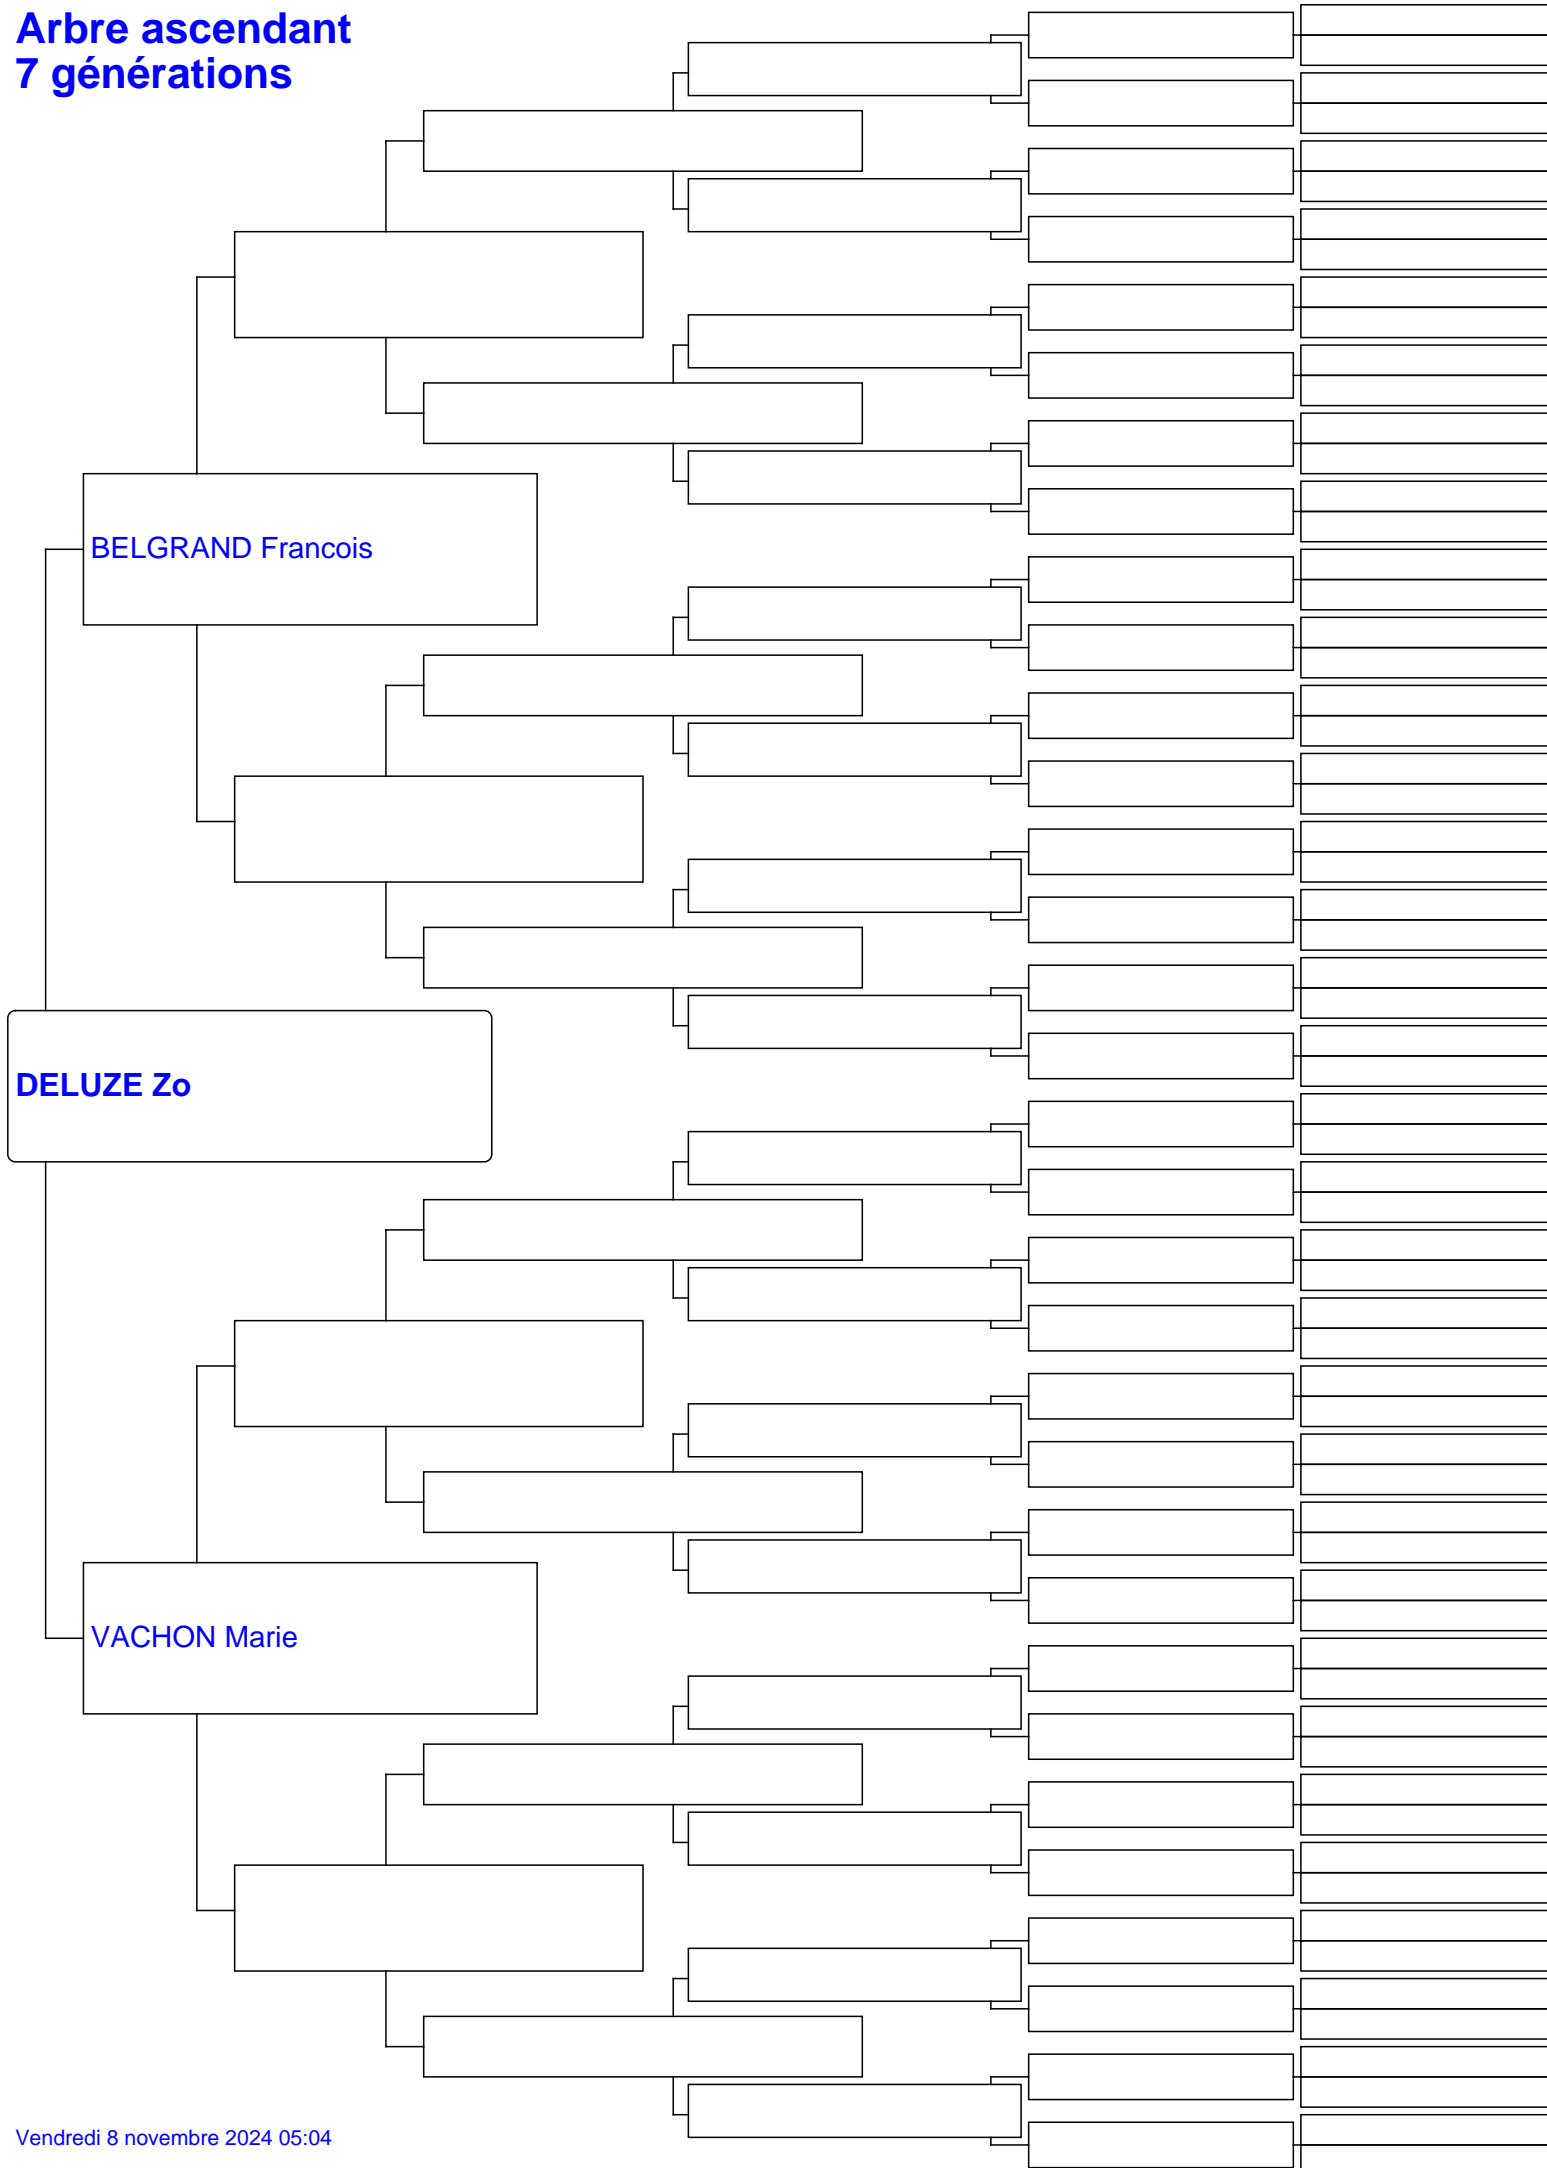 Arbre ascendant
7 générations
BELGRAND Francois
DELUZE Zo
VACHON Marie
Vendredi 8 novembre 2024 05:04